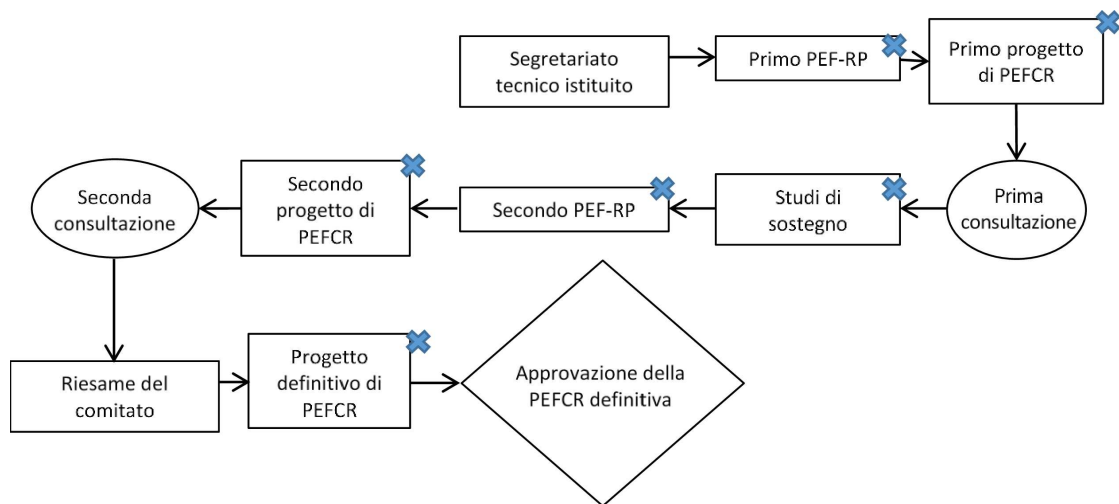 Segretariato
tecnico istituito
Primo PEF-RP
Primo progetto
di PEFCR
Prima
consultazione
Studi di
sostegno
Secondo PEF-RP
Secondo
progetto di
PEFCR
Seconda
consultazione
Riesame del
comitato
Progetto
definitivo di
PEFCR
Approvazione della
PEFCR definitiva